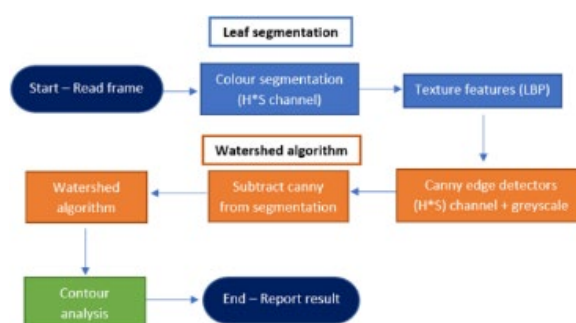 Leaf segmentation
Start – Read frame
Colour segmentation
(H*S channel)
Texture features (LBP)
Watershed algorithm
Watershed
algorithm
Subtract canny
from segmentation
Canny edge detectors
(H*S) channel + greyscale
Contour
analysis
End – Report result